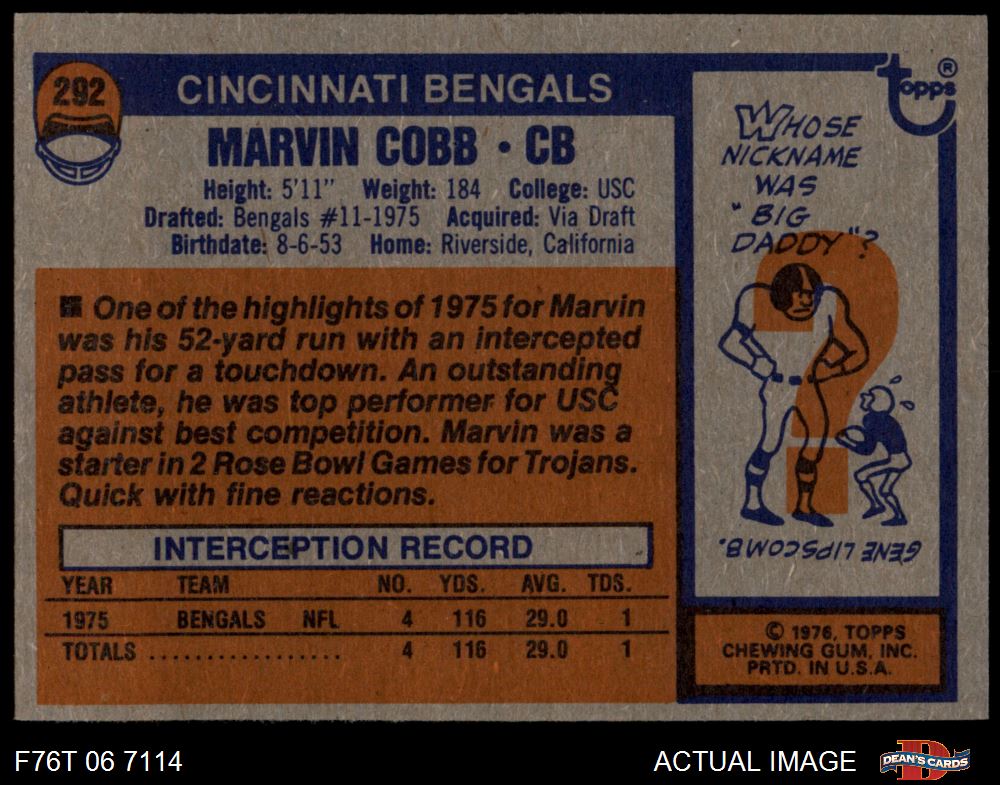 292
CINCINNATI BENGALS
MARVIN COBB • CB
Height: 5'11" Weight: 184 College: USC
Drafted: Bengals #11-1975 Acquired: Via Draft
Birthdate: 8-6-53 Home: Riverside, California
One of the highlights of 1975 for Marvin
was his 52-yard run with an intercepted
pass for a touchdown. An outstanding
athlete, he was top performer for USC
against best competition. Marvin was a
starter in 2 Rose Bowl Games for Trojans.
Quick with fine reactions.
INTERCEPTION RECORD
YEAR TEAM NO. YDS. AVG. TDS.
1975 BENGALS NFL 4 116 29.0 1
TOTALS ................. 4 116 29.0 1
topps®
WHOSE
NICKNAME
WAS
"BIG
DADDY"?
GENE LIPSCOMB.
© 1976, TOPPS
CHEWING GUM, INC.
PRTD. IN U.S.A.
F76T 06 7114
ACTUAL IMAGE
D
DEAN'S CARDS